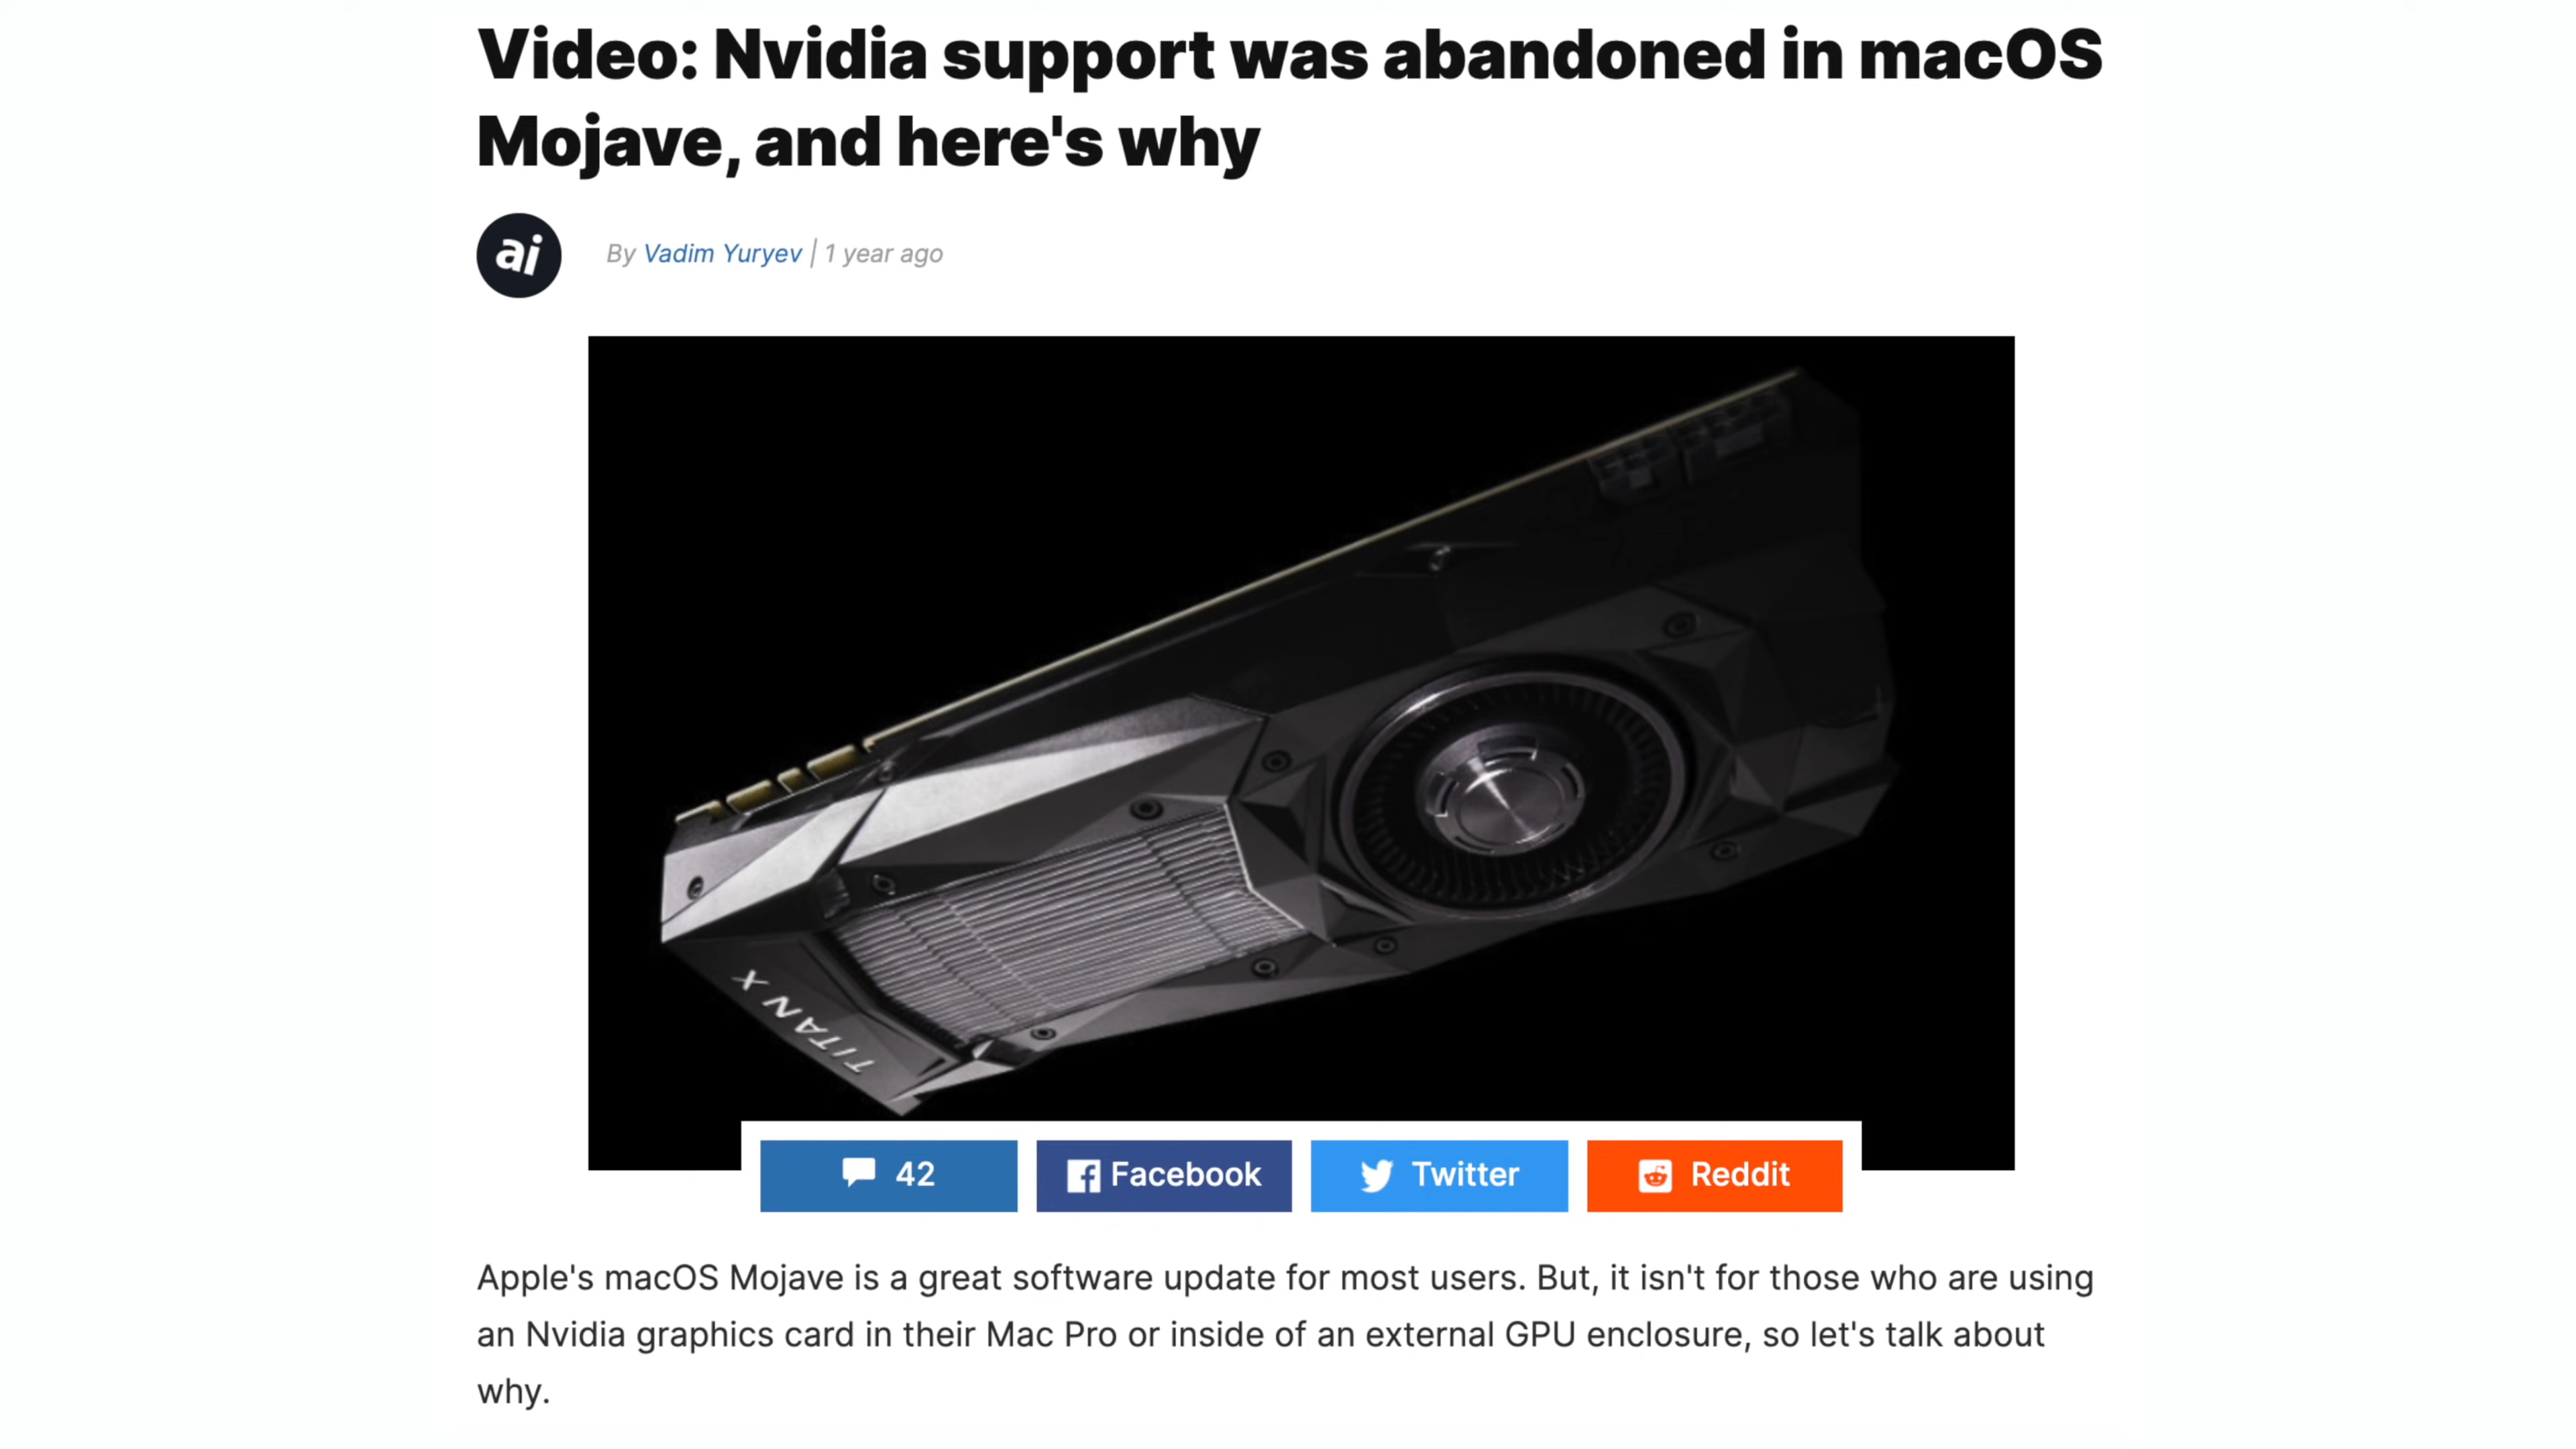 Video: Nvidia support was abandoned in macOS
Mojave, and here's why
ai
By Vadim Yuryev | 1 year ago
TITAN X
42
Facebook
Twitter
Reddit
Apple's macOS Mojave is a great software update for most users. But, it isn't for those who are using
an Nvidia graphics card in their Mac Pro or inside of an external GPU enclosure, so let's talk about
why.